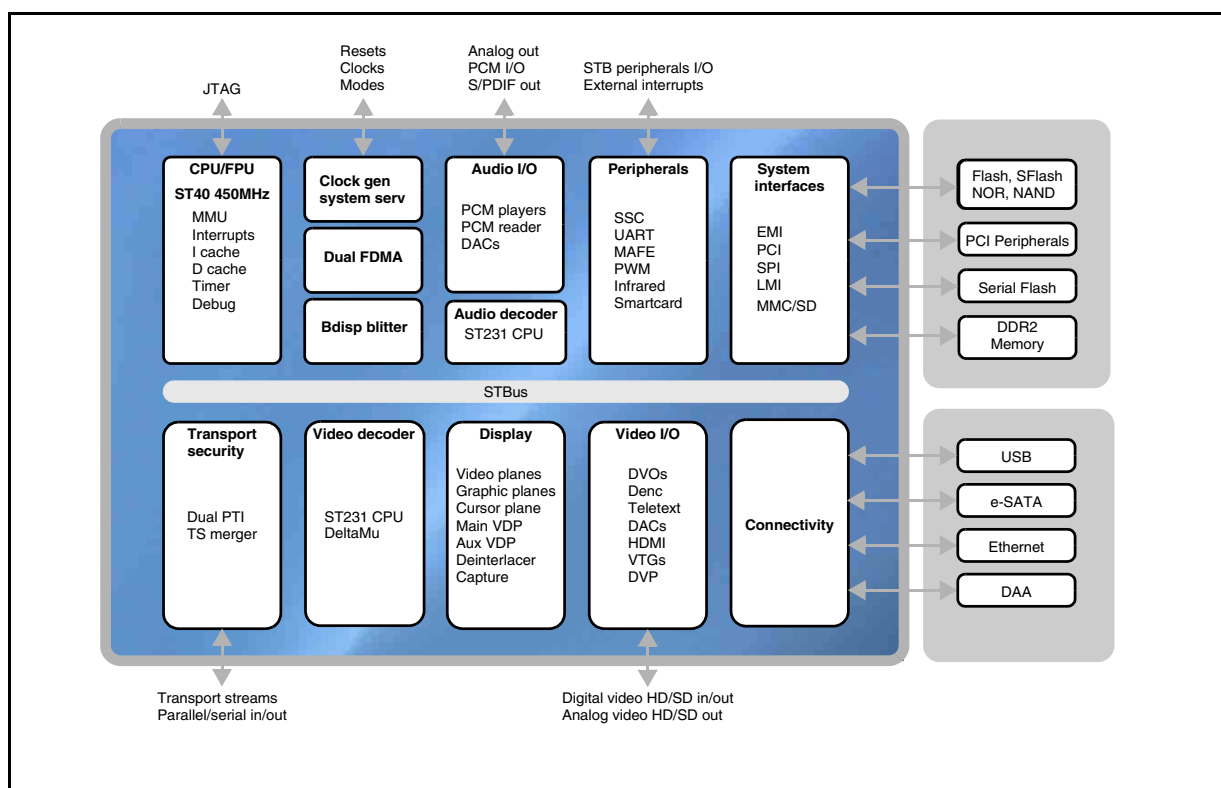 Resets
Clocks
Modes
Analog out
PCM I/O
S/PDIF out
STB peripherals I/O
External interrupts
JTAG
CPU/FPU
ST40 450MHz
MMU
Interrupts
I cache
D cache
Timer
Debug
Clock gen
system serv
Dual FDMA
Bdisp blitter
Audio I/O
PCM players
PCM reader
DACs
Audio decoder
ST231 CPU
Peripherals
SSC
UART
MAFE
PWM
Infrared
Smartcard
System
interfaces
EMI
PCI
SPI
LMI
MMC/SD
Flash, SFlash
NOR, NAND
PCI Peripherals
Serial Flash
DDR2
Memory
STBus
Transport
security
Dual PTI
TS merger
Video decoder
ST231 CPU
DeltaMu
Display
Video planes
Graphic planes
Cursor plane
Main VDP
Aux VDP
Deinterlacer
Capture
Video I/O
DVOs
Denc
Teletext
DACs
HDMI
VTGs
DVP
Connectivity
USB
e-SATA
Ethernet
DAA
Transport streams
Parallel/serial in/out
Digital video HD/SD in/out
Analog video HD/SD out